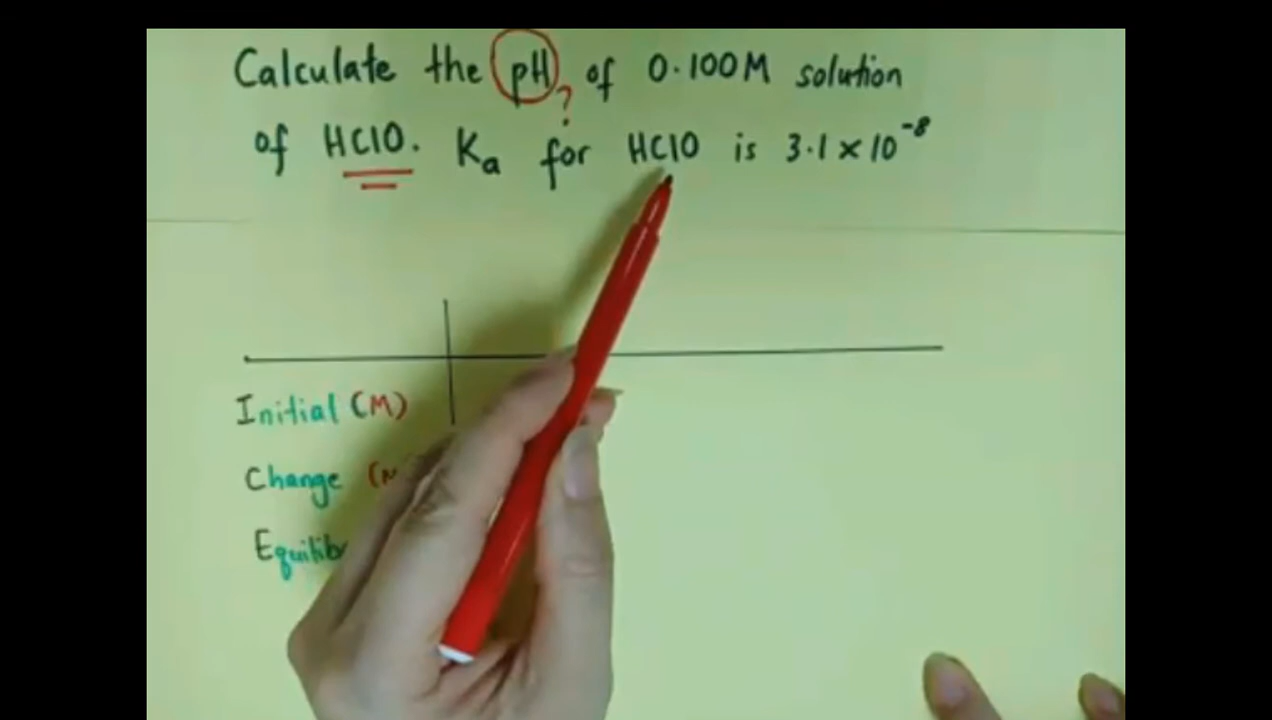 Calculate the pH of 0.100M solution
?
of HClO. Ka for HClO is 3.1 × 10⁻⁸
Initial (M)
Change